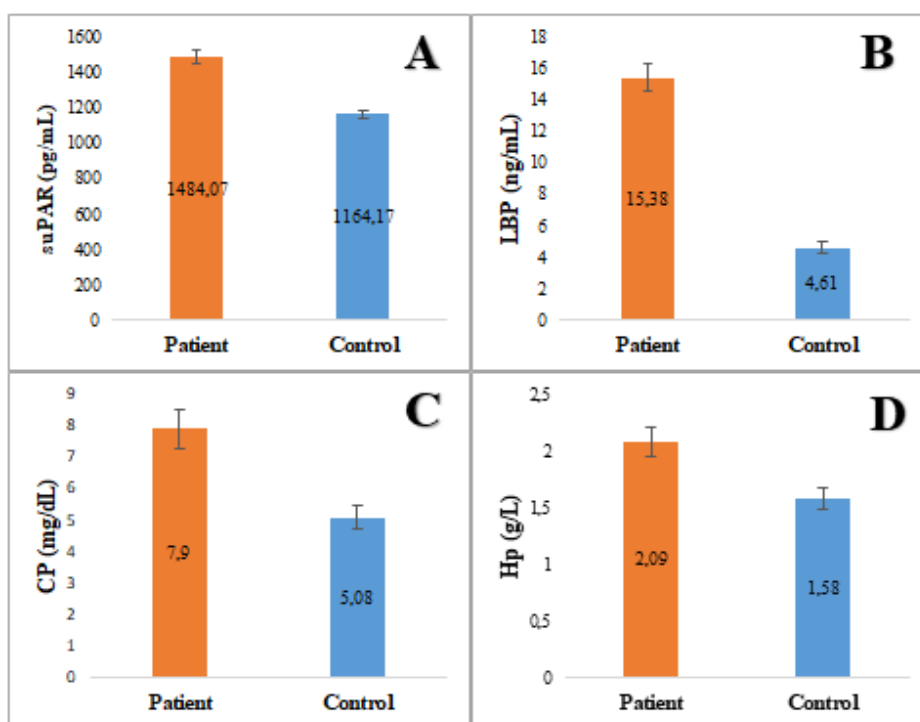 A
suPAR (pg/mL)
1600
1400
1200
1000
800
600
400
200
0
1484,07
1164,17
Patient
Control
B
LBP (ng/mL)
18
16
14
12
10
8
6
4
2
0
15,38
4,61
Patient
Control
C
CP (mg/dL)
9
8
7
6
5
4
3
2
1
0
7,9
5,08
Patient
Control
D
Hp (g/L)
2,5
2
1,5
1
0,5
0
2,09
1,58
Patient
Control